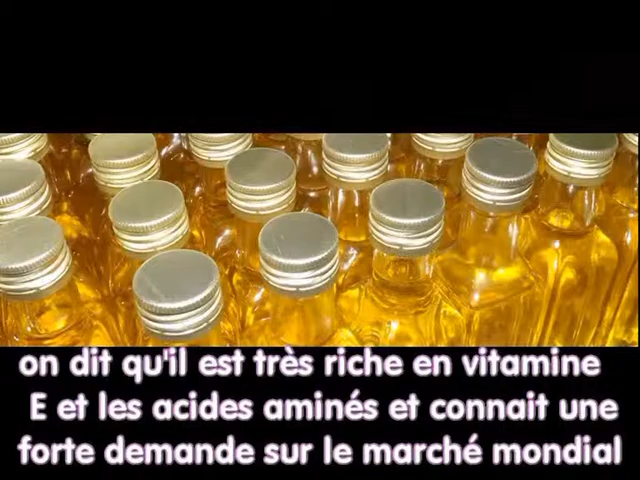 on dit qu'il est très riche en vitamine
E et les acides aminés et connait une
forte demande sur le marché mondial